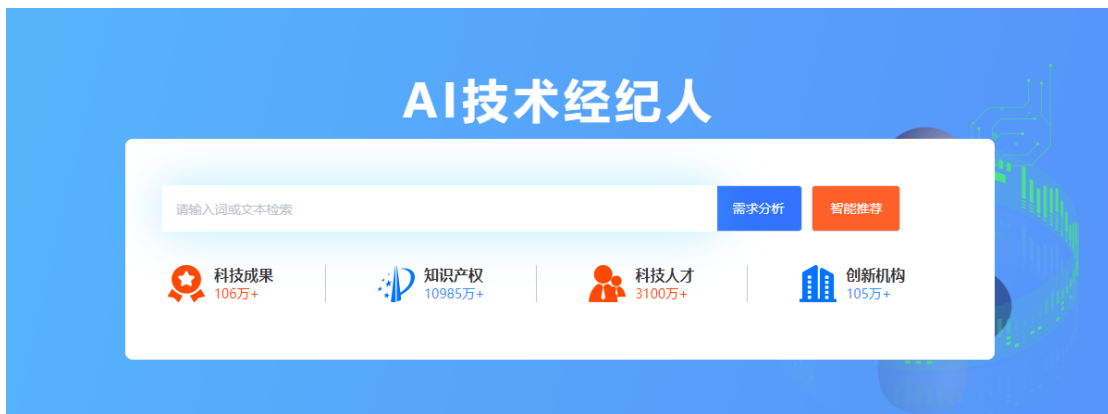 AI技术经纪人
请输入词或文本检索
需求分析
智能推荐
科技成果
106万+
知识产权
10985万+
科技人才
3100万+
创新机构
105万+